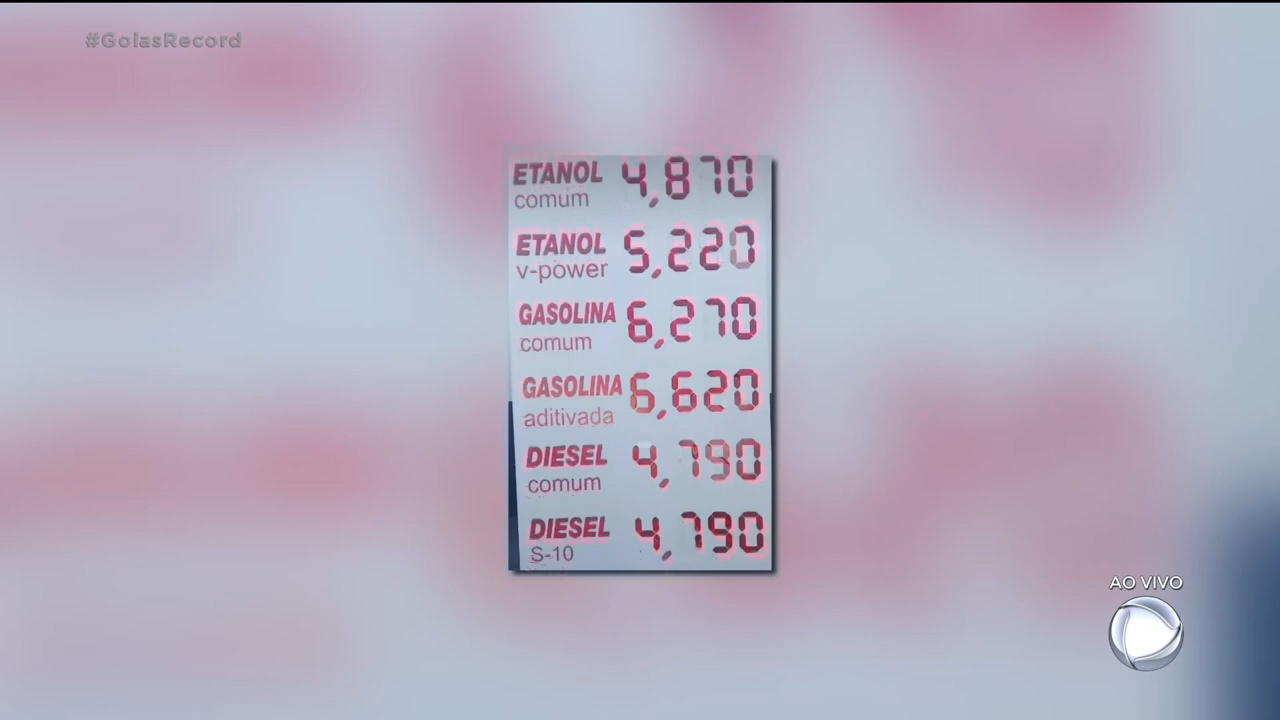 #GoiasRecord
ETANOL 4,870
comum
ETANOL 5,220
v-power
GASOLINA 6,270
comum
GASOLINA 6,620
aditivada
DIESEL 4,790
comum
DIESEL 4,790
S-10
AO VIVO